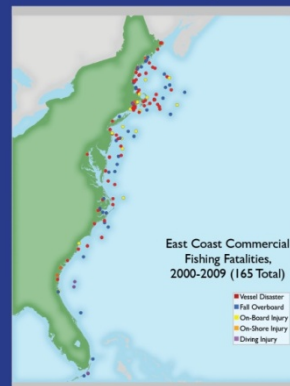 East Coast Commercial
Fishing Fatalities,
2000-2009 (165 Total)
Vessel Disaster
Fall Overboard
On-Board Injury
On-Shore Injury
Diving Injury